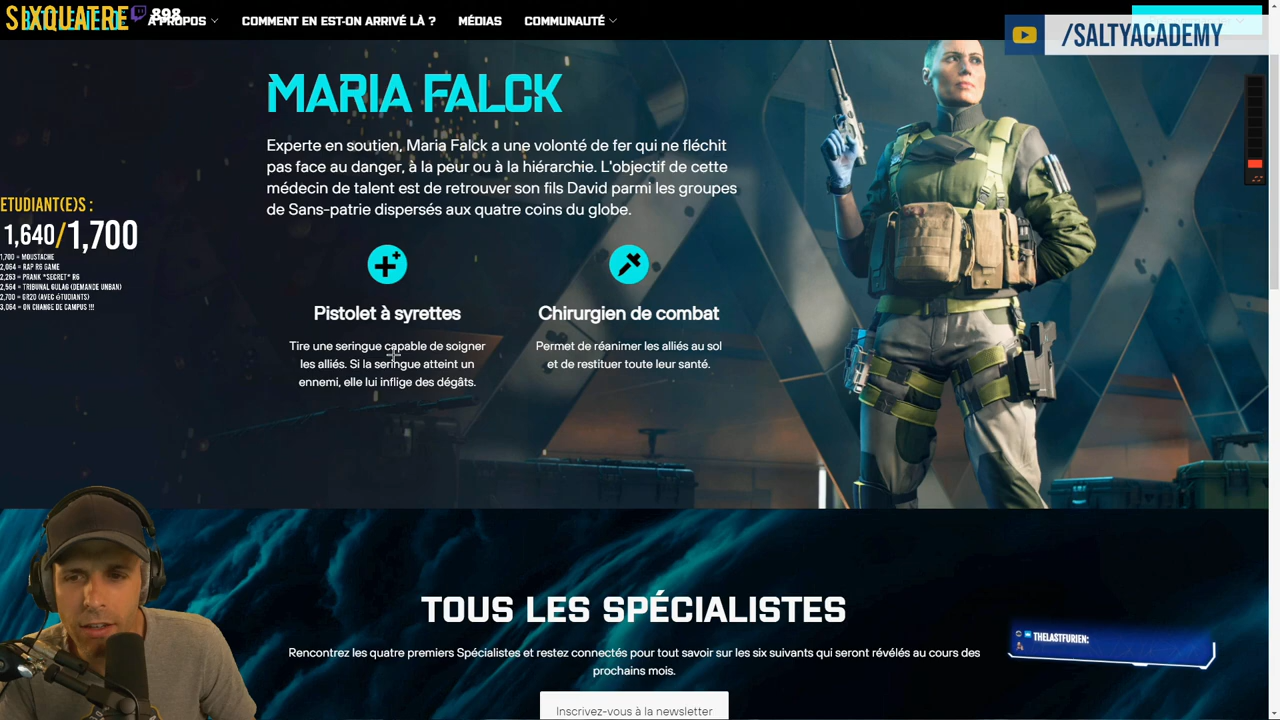 SIXQUATRE
898
À PROPOS
COMMENT EN EST-ON ARRIVÉ LÀ ?
MÉDIAS
COMMUNAUTÉ
/SALTYACADEMY
MARIA FALCK
Experte en soutien, Maria Falck a une volonté de fer qui ne fléchit
pas face au danger, à la peur ou à la hiérarchie. L'objectif de cette
médecin de talent est de retrouver son fils David parmi les groupes
de Sans-patrie dispersés aux quatre coins du globe.
ETUDIANT(E)S :
1,640/1,700
1,700 = MOUSTACHE
2,064 = RAP R6 GAME
2,263 = PRANK *SECRET* R6
2,564 = TRIBUNAL GULAG (DEMANDE UNBAN)
2,700 = GR20 (AVEC ÉTUDIANTS)
3,064 = ON CHANGE DE CAMPUS !!!
Pistolet à syrettes
Tire une seringue capable de soigner
les alliés. Si la seringue atteint un
ennemi, elle lui inflige des dégâts.
Chirurgien de combat
Permet de réanimer les alliés au sol
et de restituer toute leur santé.
TOUS LES SPÉCIALISTES
Rencontrez les quatre premiers Spécialistes et restez connectés pour tout savoir sur les six suivants qui seront révélés au cours des
prochains mois.
THELASTFURIEN:
Inscrivez-vous à la newsletter